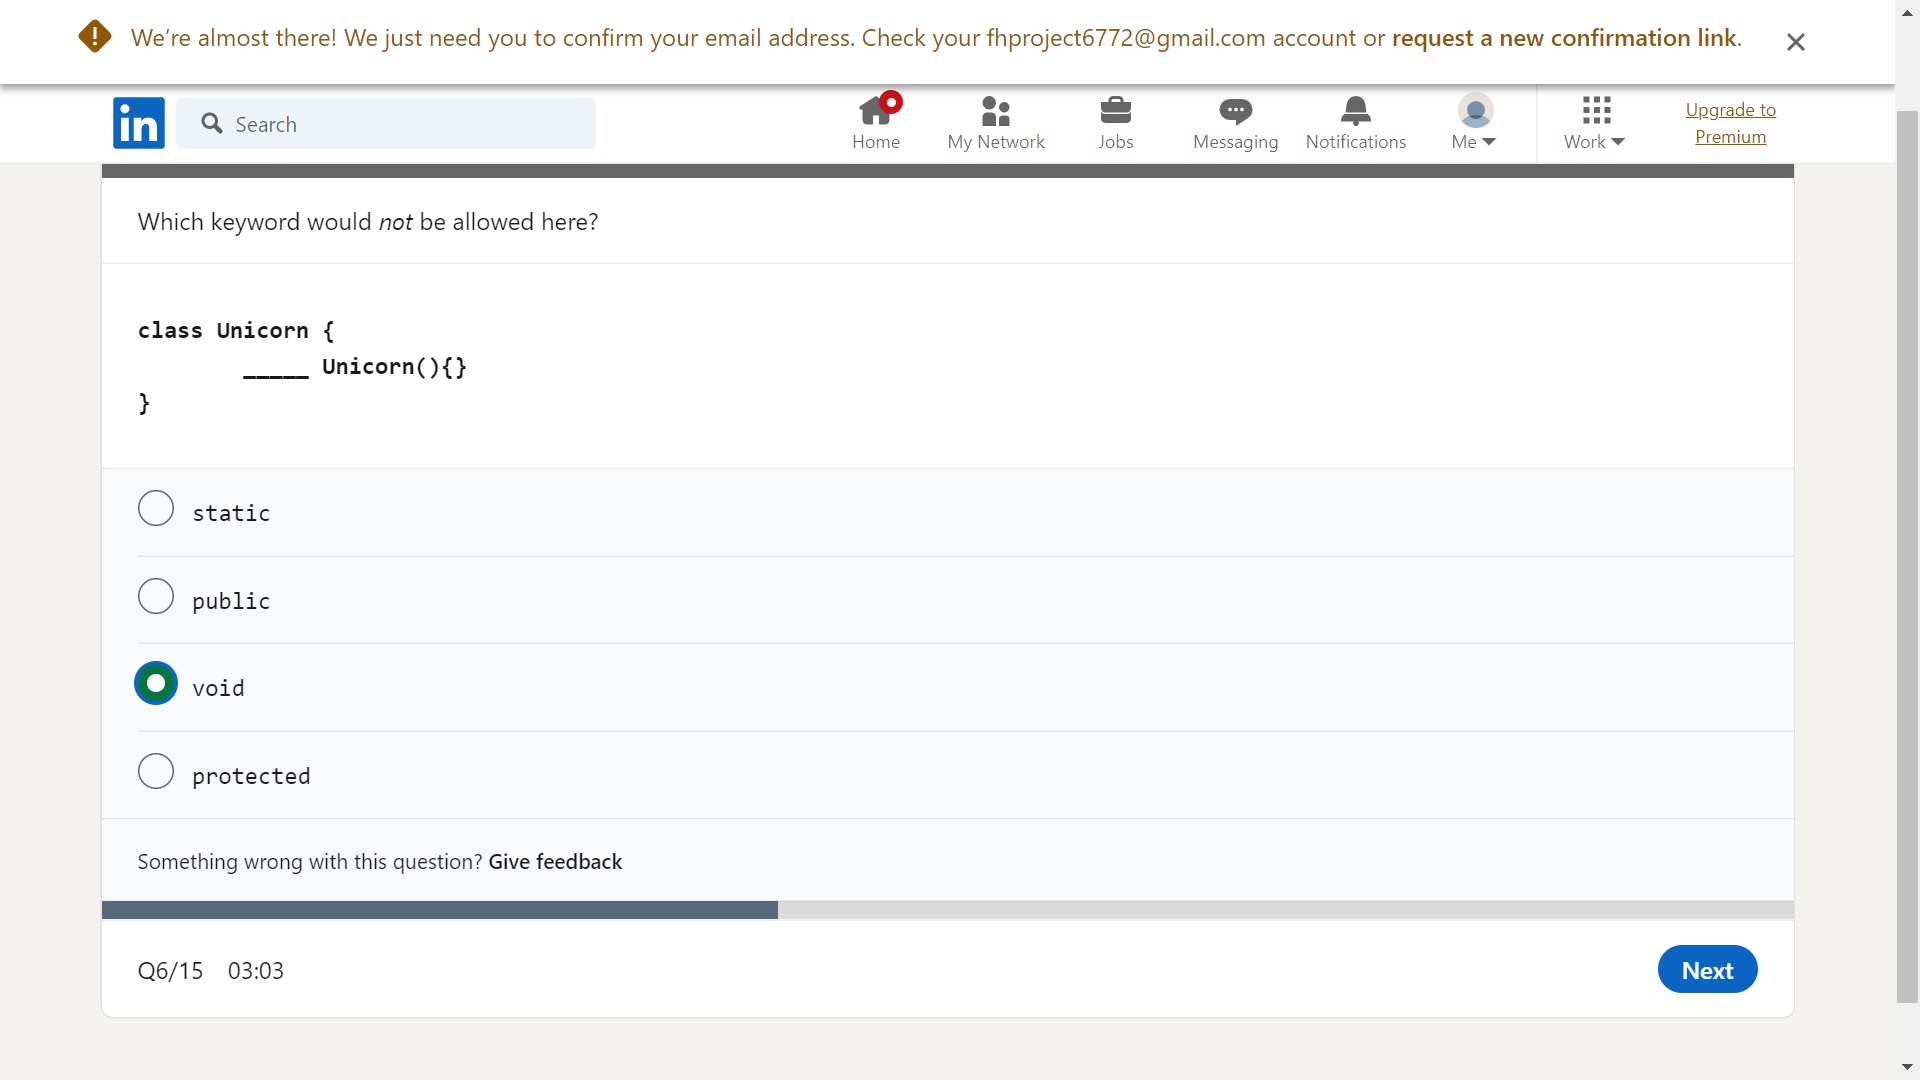 We’re almost there! We just need you to confirm your email address. Check your fhproject6772@gmail.com account or request a new confirmation link.
in
Search
Home
My Network
Jobs
Messaging
Notifications
Me
Work
Upgrade to
Premium
Which keyword would not be allowed here?
class Unicorn {
_____ Unicorn(){}
}
static
public
void
protected
Something wrong with this question? Give feedback
Q6/15 03:03
Next